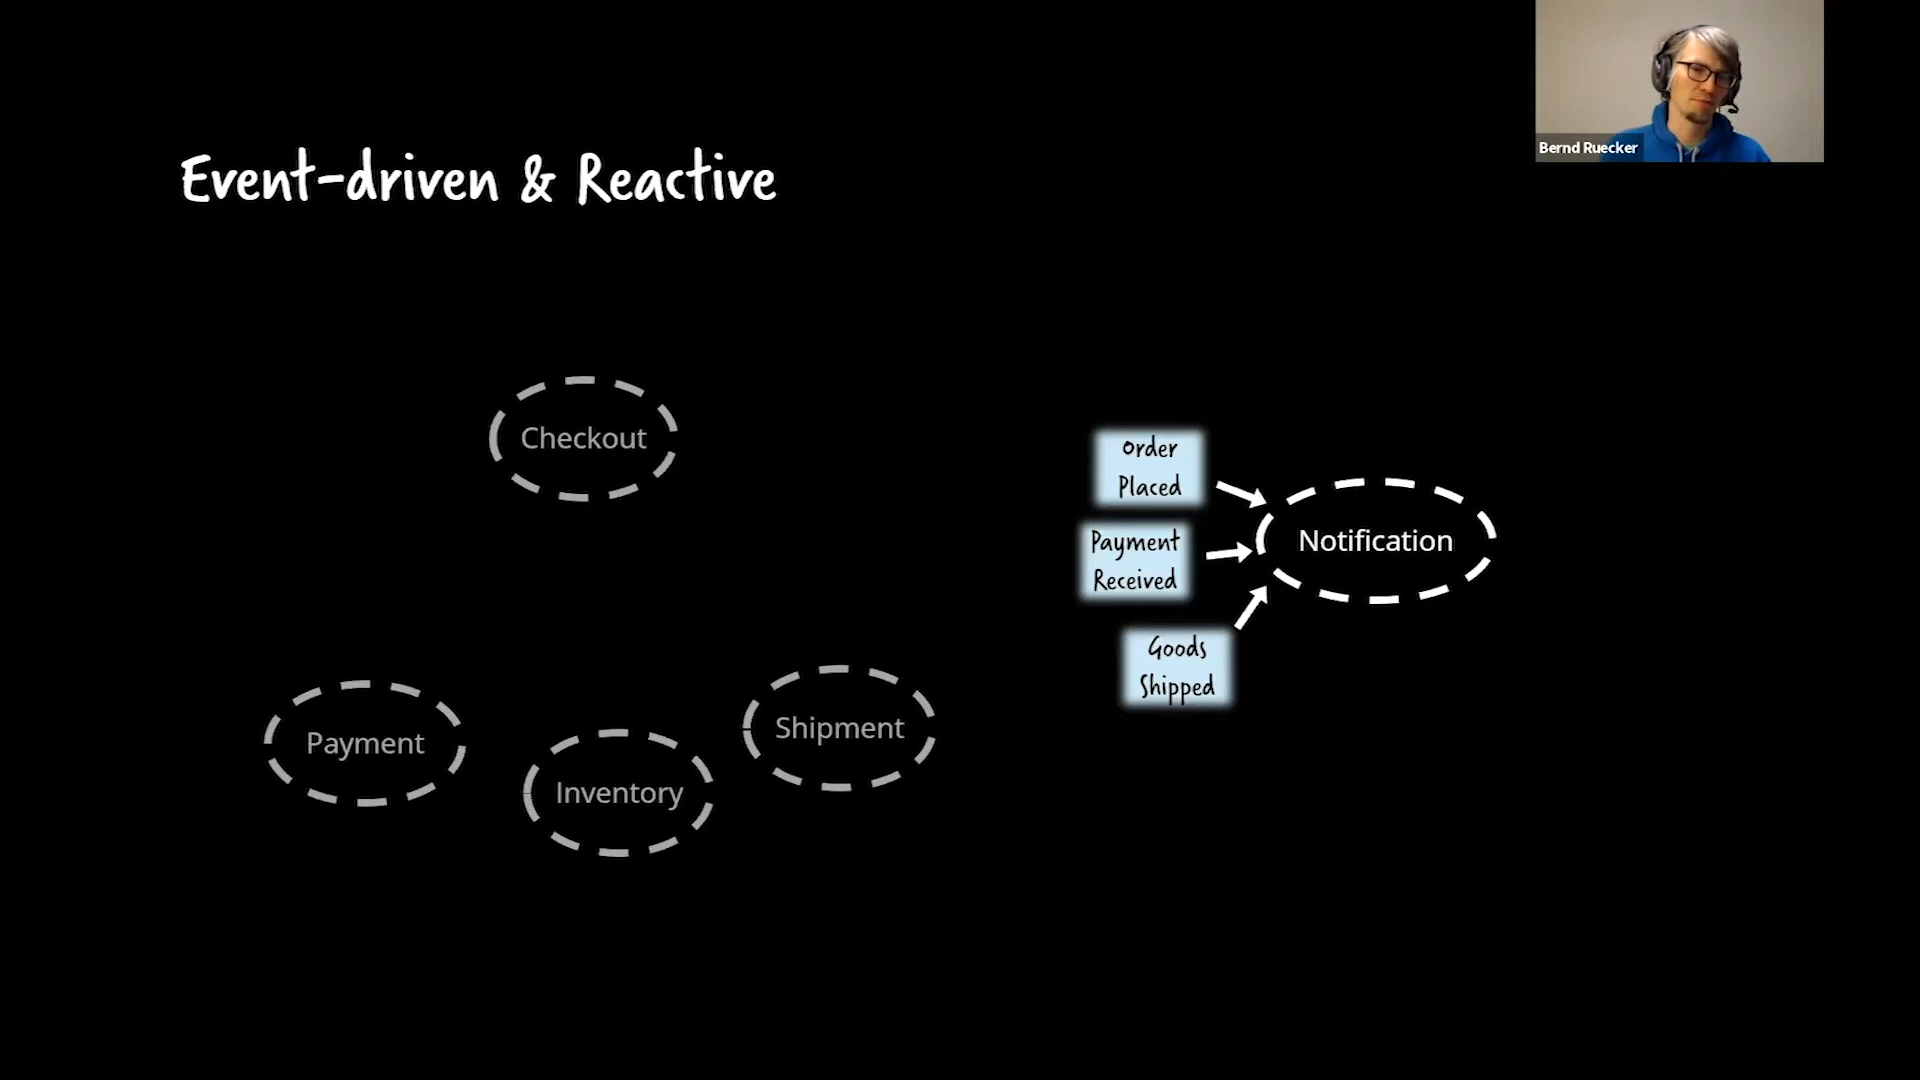 Bernd Ruecker
Event-driven & Reactive
Checkout
Order
Placed
Payment
Received
Goods
Shipped
Notification
Payment
Inventory
Shipment